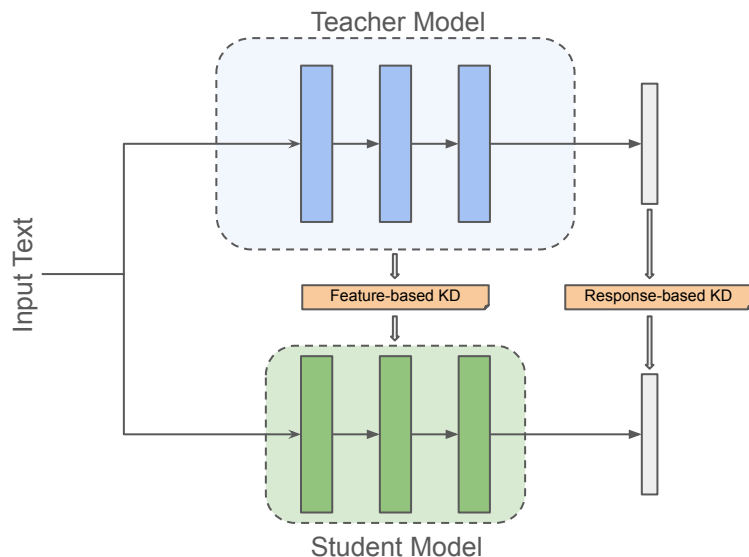 Teacher Model
Input Text
Feature-based KD
Response-based KD
Student Model